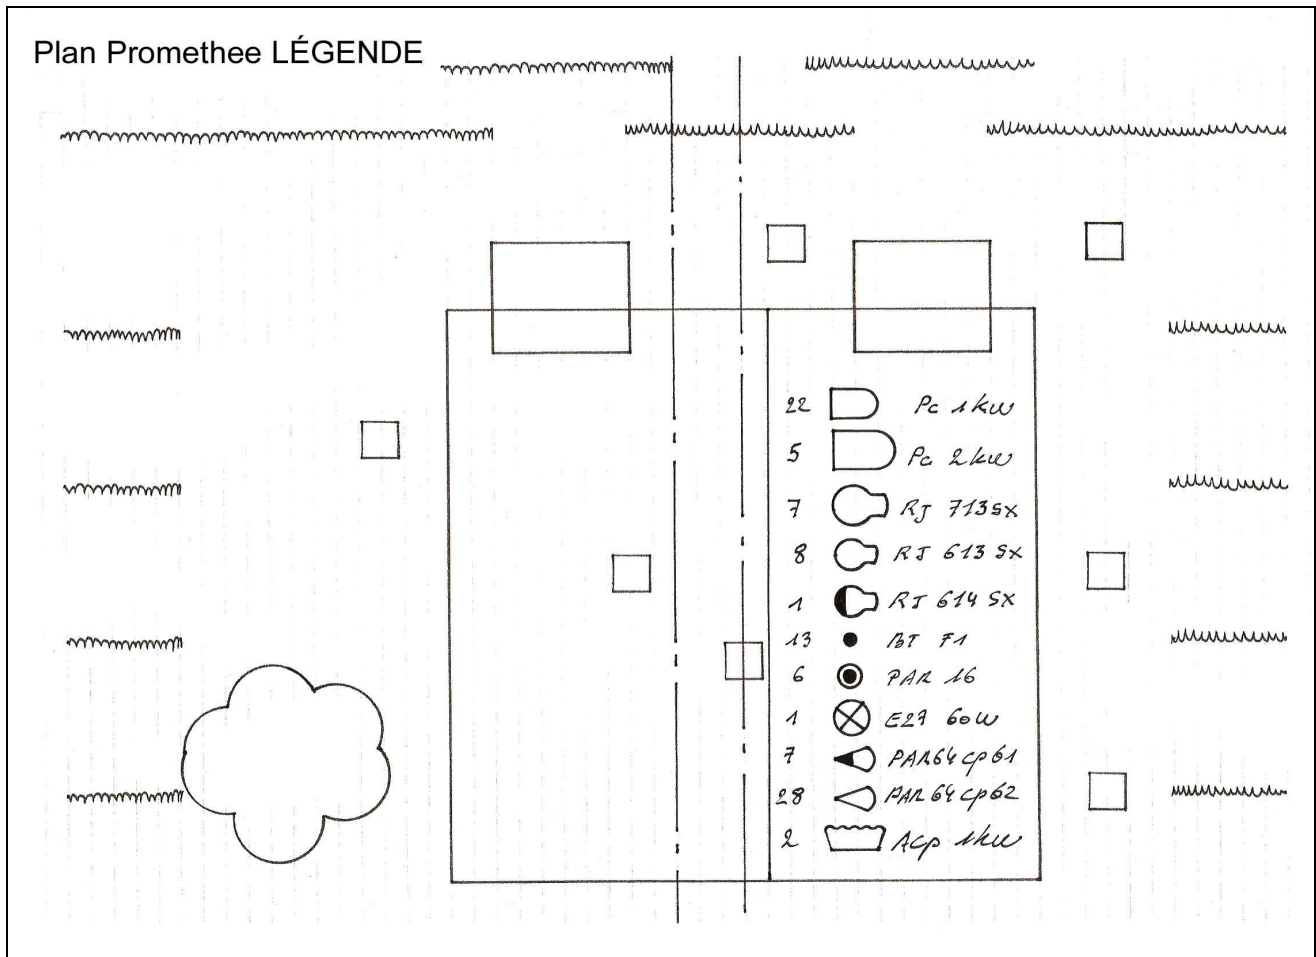 Plan Promethee LÉGENDE
22 Pc 1kw
5 Pc 2kw
7 RJ 713SX
8 RJ 613 SX
1 RJ 614 SX
13 BT F1
6 PAR 16
1 E27 60W
7 PAR64 cp61
28 PAR 64 cp62
2 Acp 1kw